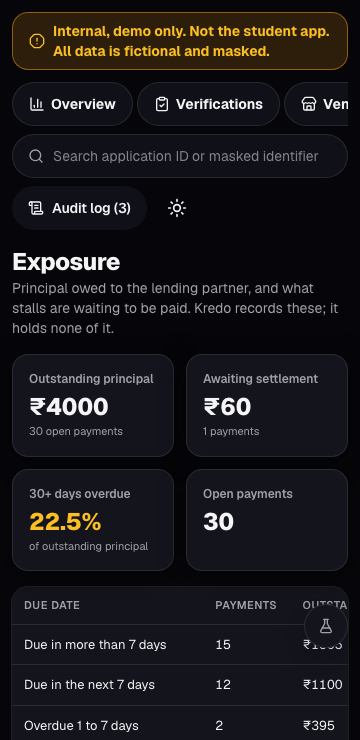 Internal, demo only. Not the student app.
All data is fictional and masked.
Overview
Verifications
Search application ID or masked identifier
Audit log (3)
Exposure
Principal owed to the lending partner, and what
stalls are waiting to be paid. Kredo records these; it
holds none of it.
Outstanding principal
₹4000
30 open payments
Awaiting settlement
₹60
1 payments
30+ days overdue
22.5%
of outstanding principal
Open payments
30
DUE DATE PAYMENTS
Due in more than 7 days 15
Due in the next 7 days 12 ₹1100
Overdue 1 to 7 days 2 ₹395